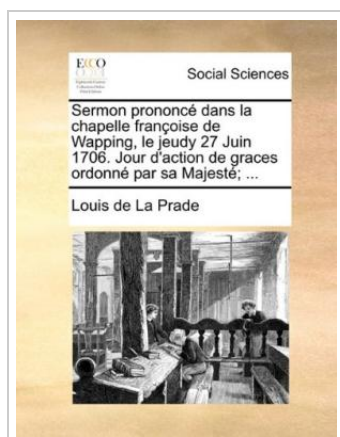 ECCO
Social Sciences
Sermon prononcé dans la
chapelle françoise de
Wapping, le jeudy 27 Juin
1706. Jour d'action de graces
ordonné par sa Majesté; ...
Louis de La Prade